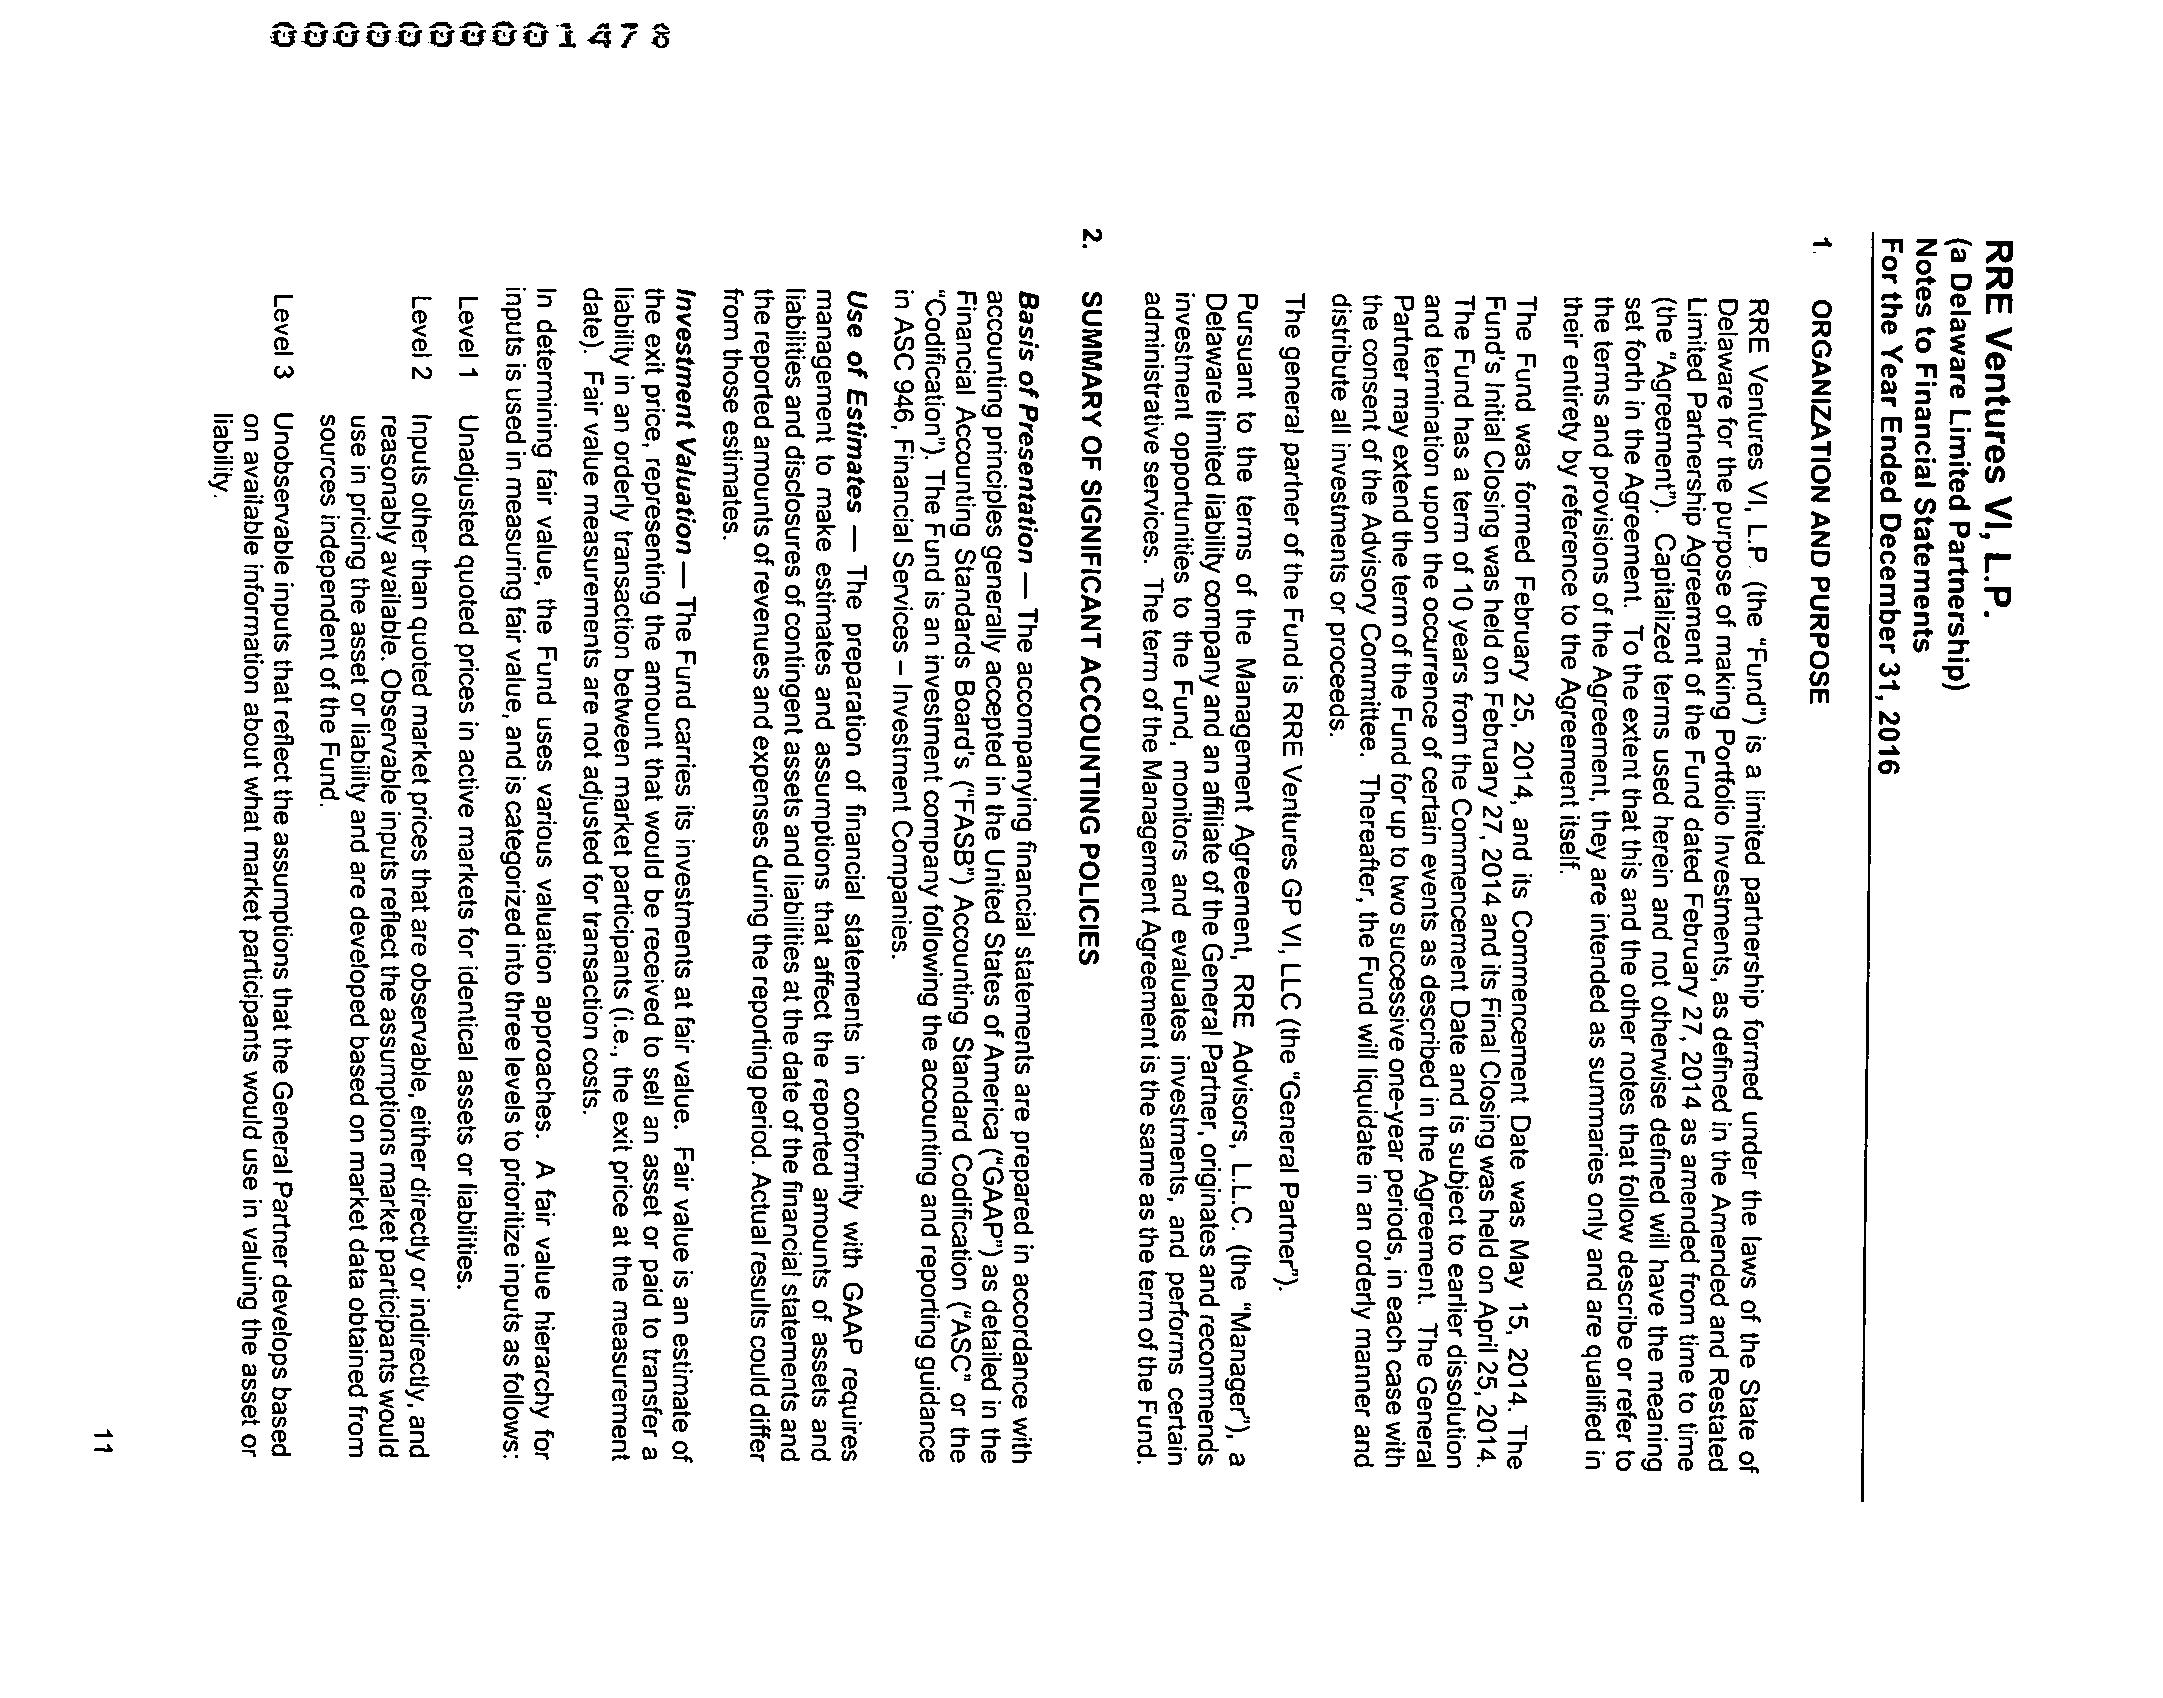 RRE Ventures VI, L.P.
(a Delaware Limited Partnership)
Notes to Financial Statements
For the Year Ended December 31, 2016
1. ORGANIZATION AND PURPOSE
RRE Ventures VI, L.P. (the “Fund”) is a limited partnership formed under the laws of the State of
Delaware for the purpose of making Portfolio Investments, as defined in the Amended and Restated
Limited Partnership Agreement of the Fund dated February 27, 2014 as amended from time to time
(the “Agreement”). Capitalized terms used herein and not otherwise defined will have the meaning
set forth in the Agreement. To the extent that this and the other notes that follow describe or refer to
the terms and provisions of the Agreement, they are intended as summaries only and are qualified in
their entirety by reference to the Agreement itself.
The Fund was formed February 25, 2014, and its Commencement Date was May 15, 2014. The
Fund's Initial Closing was held on February 27, 2014 and its Final Closing was held on April 25, 2014.
The Fund has a term of 10 years from the Commencement Date and is subject to earlier dissolution
and termination upon the occurrence of certain events as described in the Agreement. The General
Partner may extend the term of the Fund for up to two successive one-year periods, in each case with
the consent of the Advisory Committee. Thereafter, the Fund will liquidate in an orderly manner and
distribute all investments or proceeds.
The general partner of the Fund is RRE Ventures GP VI, LLC (the “General Partner”).
Pursuant to the terms of the Management Agreement, RRE Advisors, L.L.C. (the “Manager”), a
Delaware limited liability company and an affiliate of the General Partner, originates and recommends
investment opportunities to the Fund, monitors and evaluates investments, and performs certain
administrative services. The term of the Management Agreement is the same as the term of the Fund.
2. SUMMARY OF SIGNIFICANT ACCOUNTING POLICIES
Basis of Presentation — The accompanying financial statements are prepared in accordance with
accounting principles generally accepted in the United States of America (“GAAP”) as detailed in the
Financial Accounting Standards Board's (“FASB”) Accounting Standard Codification (“ASC” or the
“Codification”). The Fund is an investment company following the accounting and reporting guidance
in ASC 946, Financial Services – Investment Companies.
Use of Estimates — The preparation of financial statements in conformity with GAAP requires
management to make estimates and assumptions that affect the reported amounts of assets and
liabilities and disclosures of contingent assets and liabilities at the date of the financial statements and
the reported amounts of revenues and expenses during the reporting period. Actual results could differ
from those estimates.
Investment Valuation — The Fund carries its investments at fair value. Fair value is an estimate of
the exit price, representing the amount that would be received to sell an asset or paid to transfer a
liability in an orderly transaction between market participants (i.e., the exit price at the measurement
date). Fair value measurements are not adjusted for transaction costs.
In determining fair value, the Fund uses various valuation approaches. A fair value hierarchy for
inputs is used in measuring fair value, and is categorized into three levels to prioritize inputs as follows:
Level 1 Unadjusted quoted prices in active markets for identical assets or liabilities.
Level 2 Inputs other than quoted market prices that are observable, either directly or indirectly, and
reasonably available. Observable inputs reflect the assumptions market participants would
use in pricing the asset or liability and are developed based on market data obtained from
sources independent of the Fund.
Level 3 Unobservable inputs that reflect the assumptions that the General Partner develops based
on available information about what market participants would use in valuing the asset or
liability.
11
0000000001478